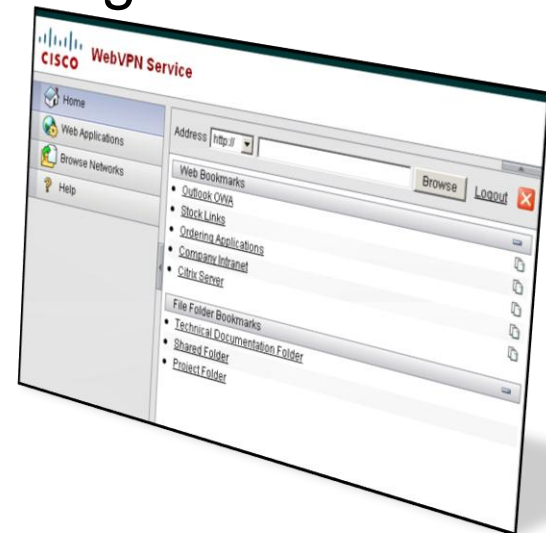 CISCO WebVPN Service
Home
Web Applications
Browse Networks
? Help
Address http:// Browse Logout
Web Bookmarks
• Outlook OWA
• Stock Links
• Ordering Applications
• Company Intranet
• Citrix Server
File Folder Bookmarks
• Technical Documentation Folder
• Shared Folder
• Project Folder